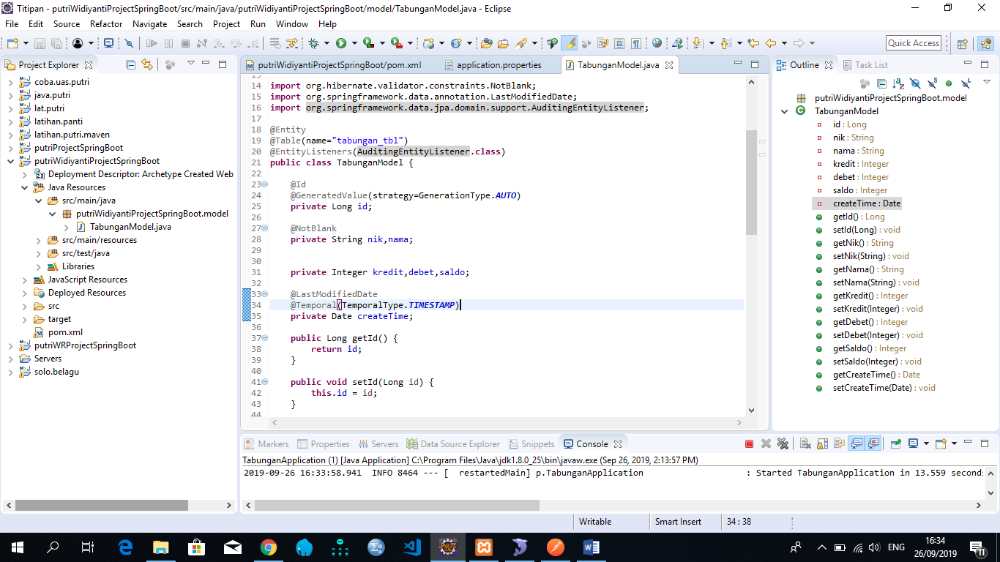 Titipan - putriWidiyantiProjectSpringBoot/src/main/java/putriWidiyantiProjectSpringBoot/model/TabunganModel.java - Eclipse
File Edit Source Refactor Navigate Search Project Run Window Help
Quick Access
Project Explorer
coba.uas.putri
java.putri
lat.putri
latihan.panti
latihan.putri.maven
putriProjectSpringBoot
putriWidiyantiProjectSpringBoot
Deployment Descriptor: Archetype Created Web
Java Resources
src/main/java
putriWidiyantiProjectSpringBoot.model
TabunganModel.java
src/main/resources
src/test/java
Libraries
JavaScript Resources
Deployed Resources
src
target
pom.xml
putriWRProjectSpringBoot
Servers
solo.belagu
putriWidiyantiProjectSpringBoot/pom.xml application.properties TabunganModel.java
13
14 import org.hibernate.validator.constraints.NotBlank;
15 import org.springframework.data.annotation.LastModifiedDate;
16 import org.springframework.data.jpa.domain.support.AuditingEntityListener;
17
18 @Entity
19 @Table(name="tabungan_tbl")
20 @EntityListeners(AuditingEntityListener.class)
21 public class TabunganModel {
22
23 @Id
24 @GeneratedValue(strategy=GenerationType.AUTO)
25 private Long id;
26
27 @NotBlank
28 private String nik,nama;
29
30
31 private Integer kredit,debet,saldo;
32
33 @LastModifiedDate
34 @Temporal(TemporalType.TIMESTAMP)
35 private Date createTime;
36
37 public Long getId() {
38 return id;
39 }
40
41 public void setId(Long id) {
42 this.id = id;
43 }
44
Outline Task List
putriWidiyantiProjectSpringBoot.model
TabunganModel
id : Long
nik : String
nama : String
kredit : Integer
debet : Integer
saldo : Integer
createTime : Date
getId() : Long
setId(Long) : void
getNik() : String
setNik(String) : void
getNama() : String
setNama(String) : void
getKredit() : Integer
setKredit(Integer) : void
getDebet() : Integer
setDebet(Integer) : void
getSaldo() : Integer
setSaldo(Integer) : void
getCreateTime() : Date
setCreateTime(Date) : void
Markers Properties Servers Data Source Explorer Snippets Console
TabunganApplication (1) [Java Application] C:\Program Files\Java\jdk1.8.0_25\bin\javaw.exe (Sep 26, 2019, 2:13:57 PM)
2019-09-26 16:33:58.941 INFO 8464 --- [ restartedMain] p.TabunganApplication : Started TabunganApplication in 13.559 seconds
Writable Smart Insert 34 : 38
ENG
16:34
26/09/2019
11